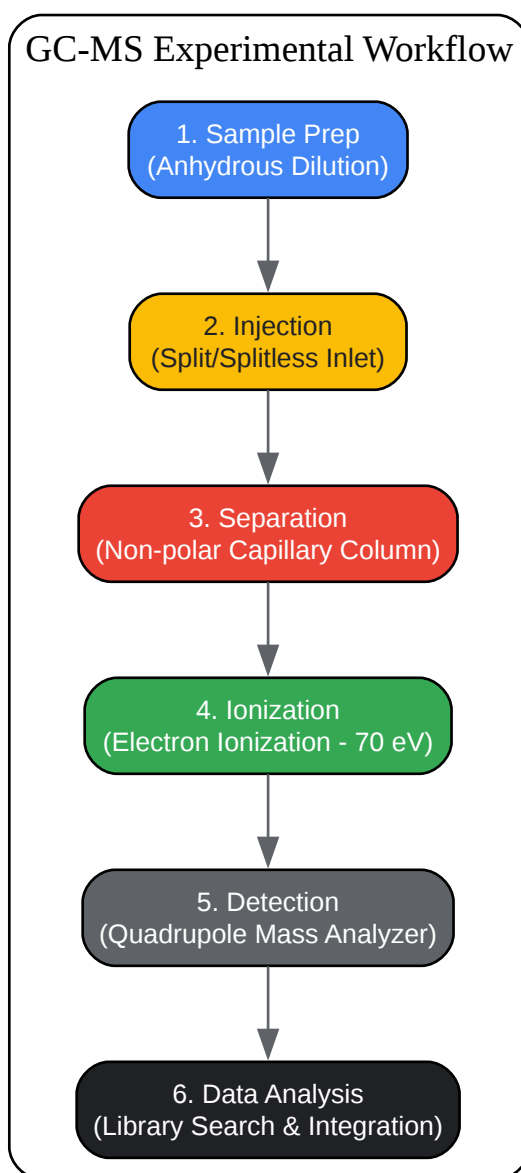 GC-MS Experimental Workflow
1. Sample Prep
(Anhydrous Dilution)
2. Injection
(Split/Splitless Inlet)
3. Separation
(Non-polar Capillary Column)
4. Ionization
(Electron Ionization - 70 eV)
5. Detection
(Quadrupole Mass Analyzer)
6. Data Analysis
(Library Search & Integration)